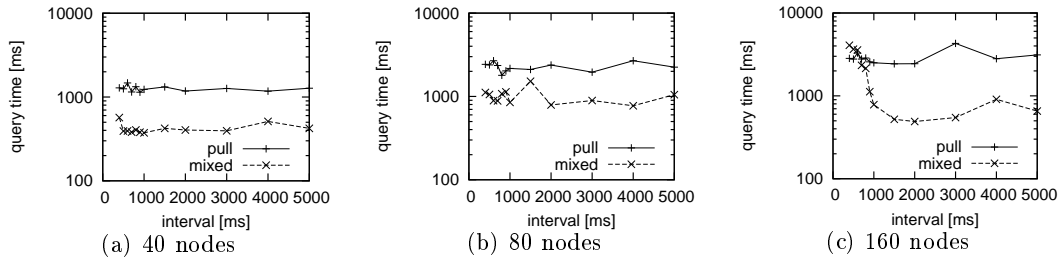 10000
1000
100
query time [ms]
pull
mixed
0 1000 2000 3000 4000 5000
interval [ms]
(a) 40 nodes
10000
1000
100
query time [ms]
pull
mixed
0 1000 2000 3000 4000 5000
interval [ms]
(b) 80 nodes
10000
1000
100
query time [ms]
pull
mixed
0 1000 2000 3000 4000 5000
interval [ms]
(c) 160 nodes